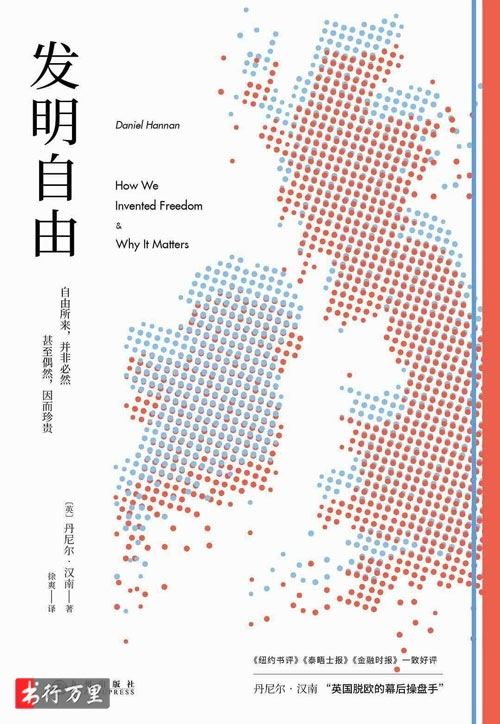 发明自由
Daniel Hannan
How We
Invented Freedom
&
Why It Matters
自由所来，并非必然
甚至偶然，因而珍贵
［英］丹尼尔·汉南——著
徐爽——译
《纽约书评》《泰晤士报》《金融时报》一致好评
丹尼尔·汉南 “英国脱欧的幕后操盘手”
版社
PRESS
书行万里